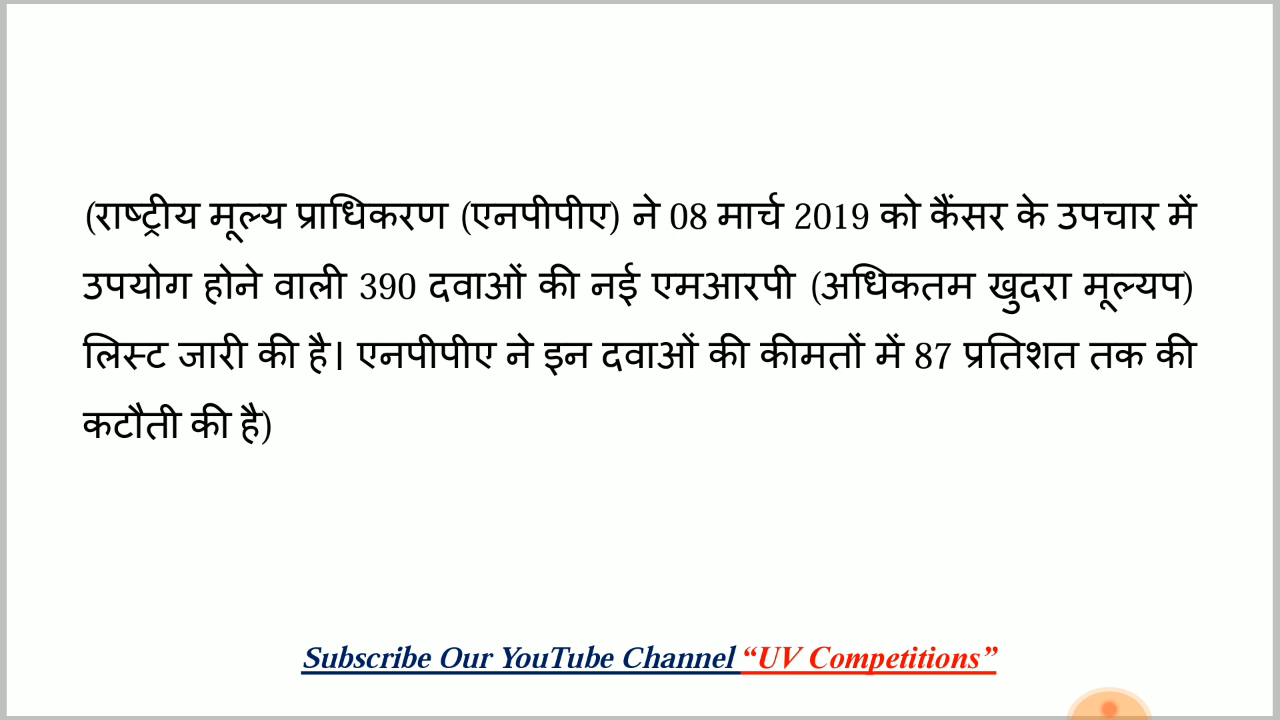 (राष्ट्रीय मूल्य प्राधिकरण (एनपीपीए) ने 08 मार्च 2019 को कैंसर के उपचार में
उपयोग होने वाली 390 दवाओं की नई एमआरपी (अधिकतम खुदरा मूल्यप)
लिस्ट जारी की है। एनपीपीए ने इन दवाओं की कीमतों में 87 प्रतिशत तक की
कटौती की है)
Subscribe Our YouTube Channel “UV Competitions”